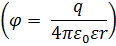 (φ = q / 4πε₀εr)